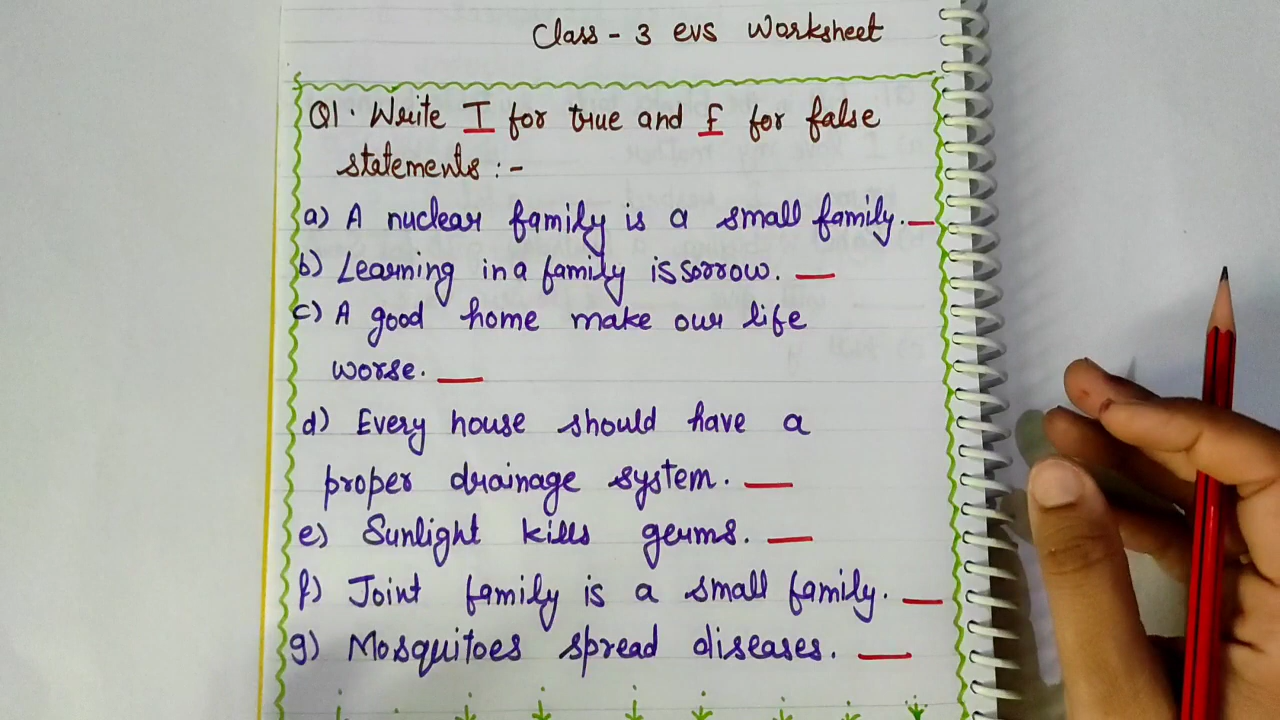 Class - 3 evs Worksheet
Q1. Write T for true and F for false
statements :-
a) A nuclear family is a small family. __
b) Learning in a family is sorrow. __
c) A good home make our life
worse. __
d) Every house should have a
proper drainage system. __
e) Sunlight kills germs. __
f) Joint family is a small family. __
g) Mosquitoes spread diseases. __